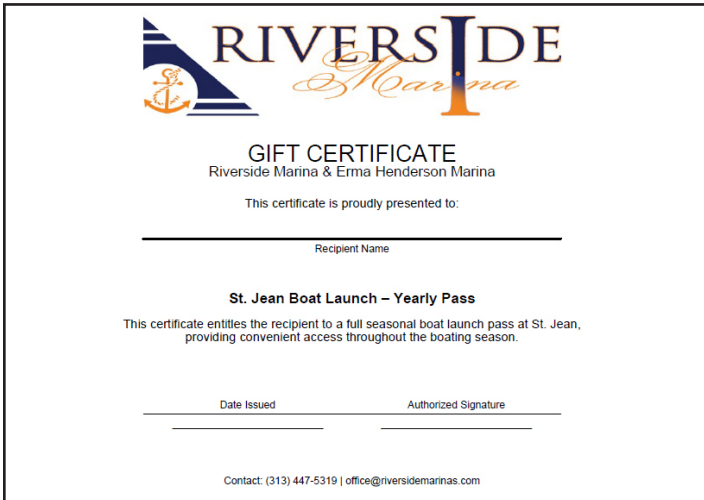 RIVERSIDE
Marina
GIFT CERTIFICATE
Riverside Marina & Erma Henderson Marina
This certificate is proudly presented to:
Recipient Name
St. Jean Boat Launch – Yearly Pass
This certificate entitles the recipient to a full seasonal boat launch pass at St. Jean,
providing convenient access throughout the boating season.
Date Issued Authorized Signature
Contact: (313) 447-5319 | office@riversidemarinas.com